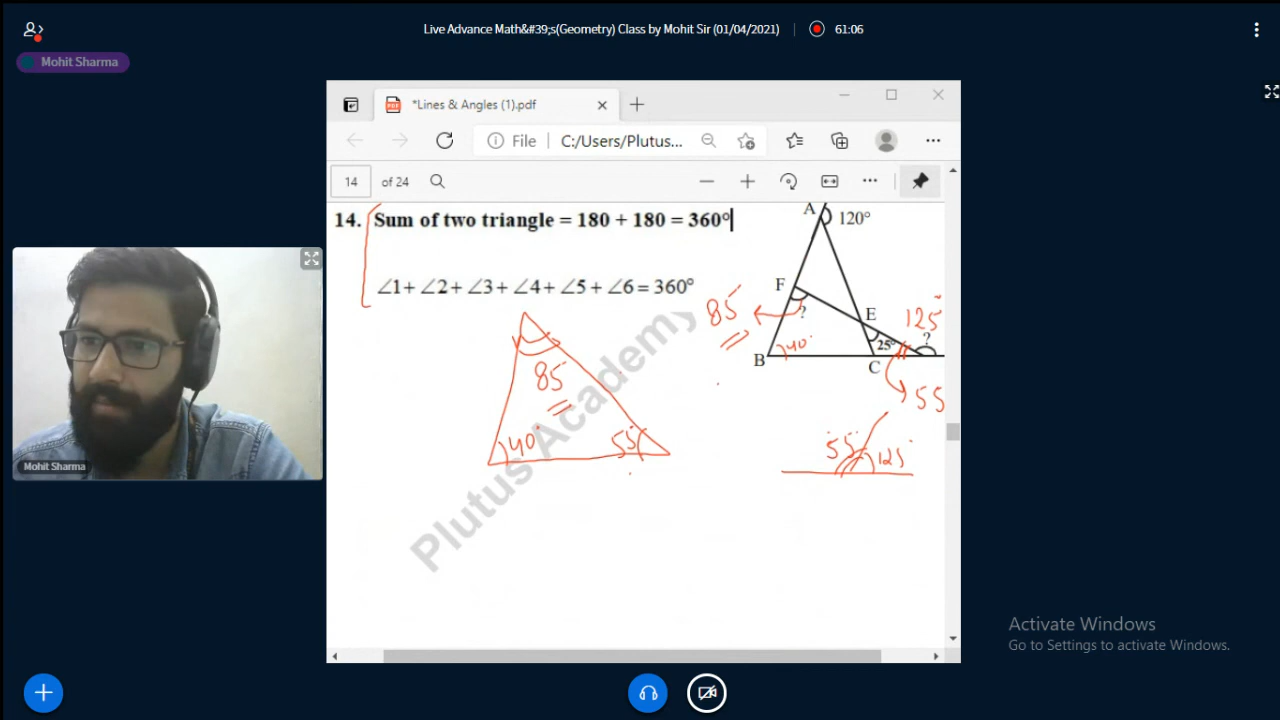 Live Advance Math&#39;s(Geometry) Class by Mohit Sir (01/04/2021) | 61:06
Mohit Sharma
*Lines & Angles (1).pdf
File | C:/Users/Plutus...
14 of 24
14. Sum of two triangle = 180 + 180 = 360°
∠1+ ∠2+ ∠3+ ∠4+ ∠5+ ∠6 = 360°
A 120°
F
?
85
E
125°
?
25°
40°
B
C
55
85
40°
55
55° 125°
Plutus Academy
Mohit Sharma
Activate Windows
Go to Settings to activate Windows.